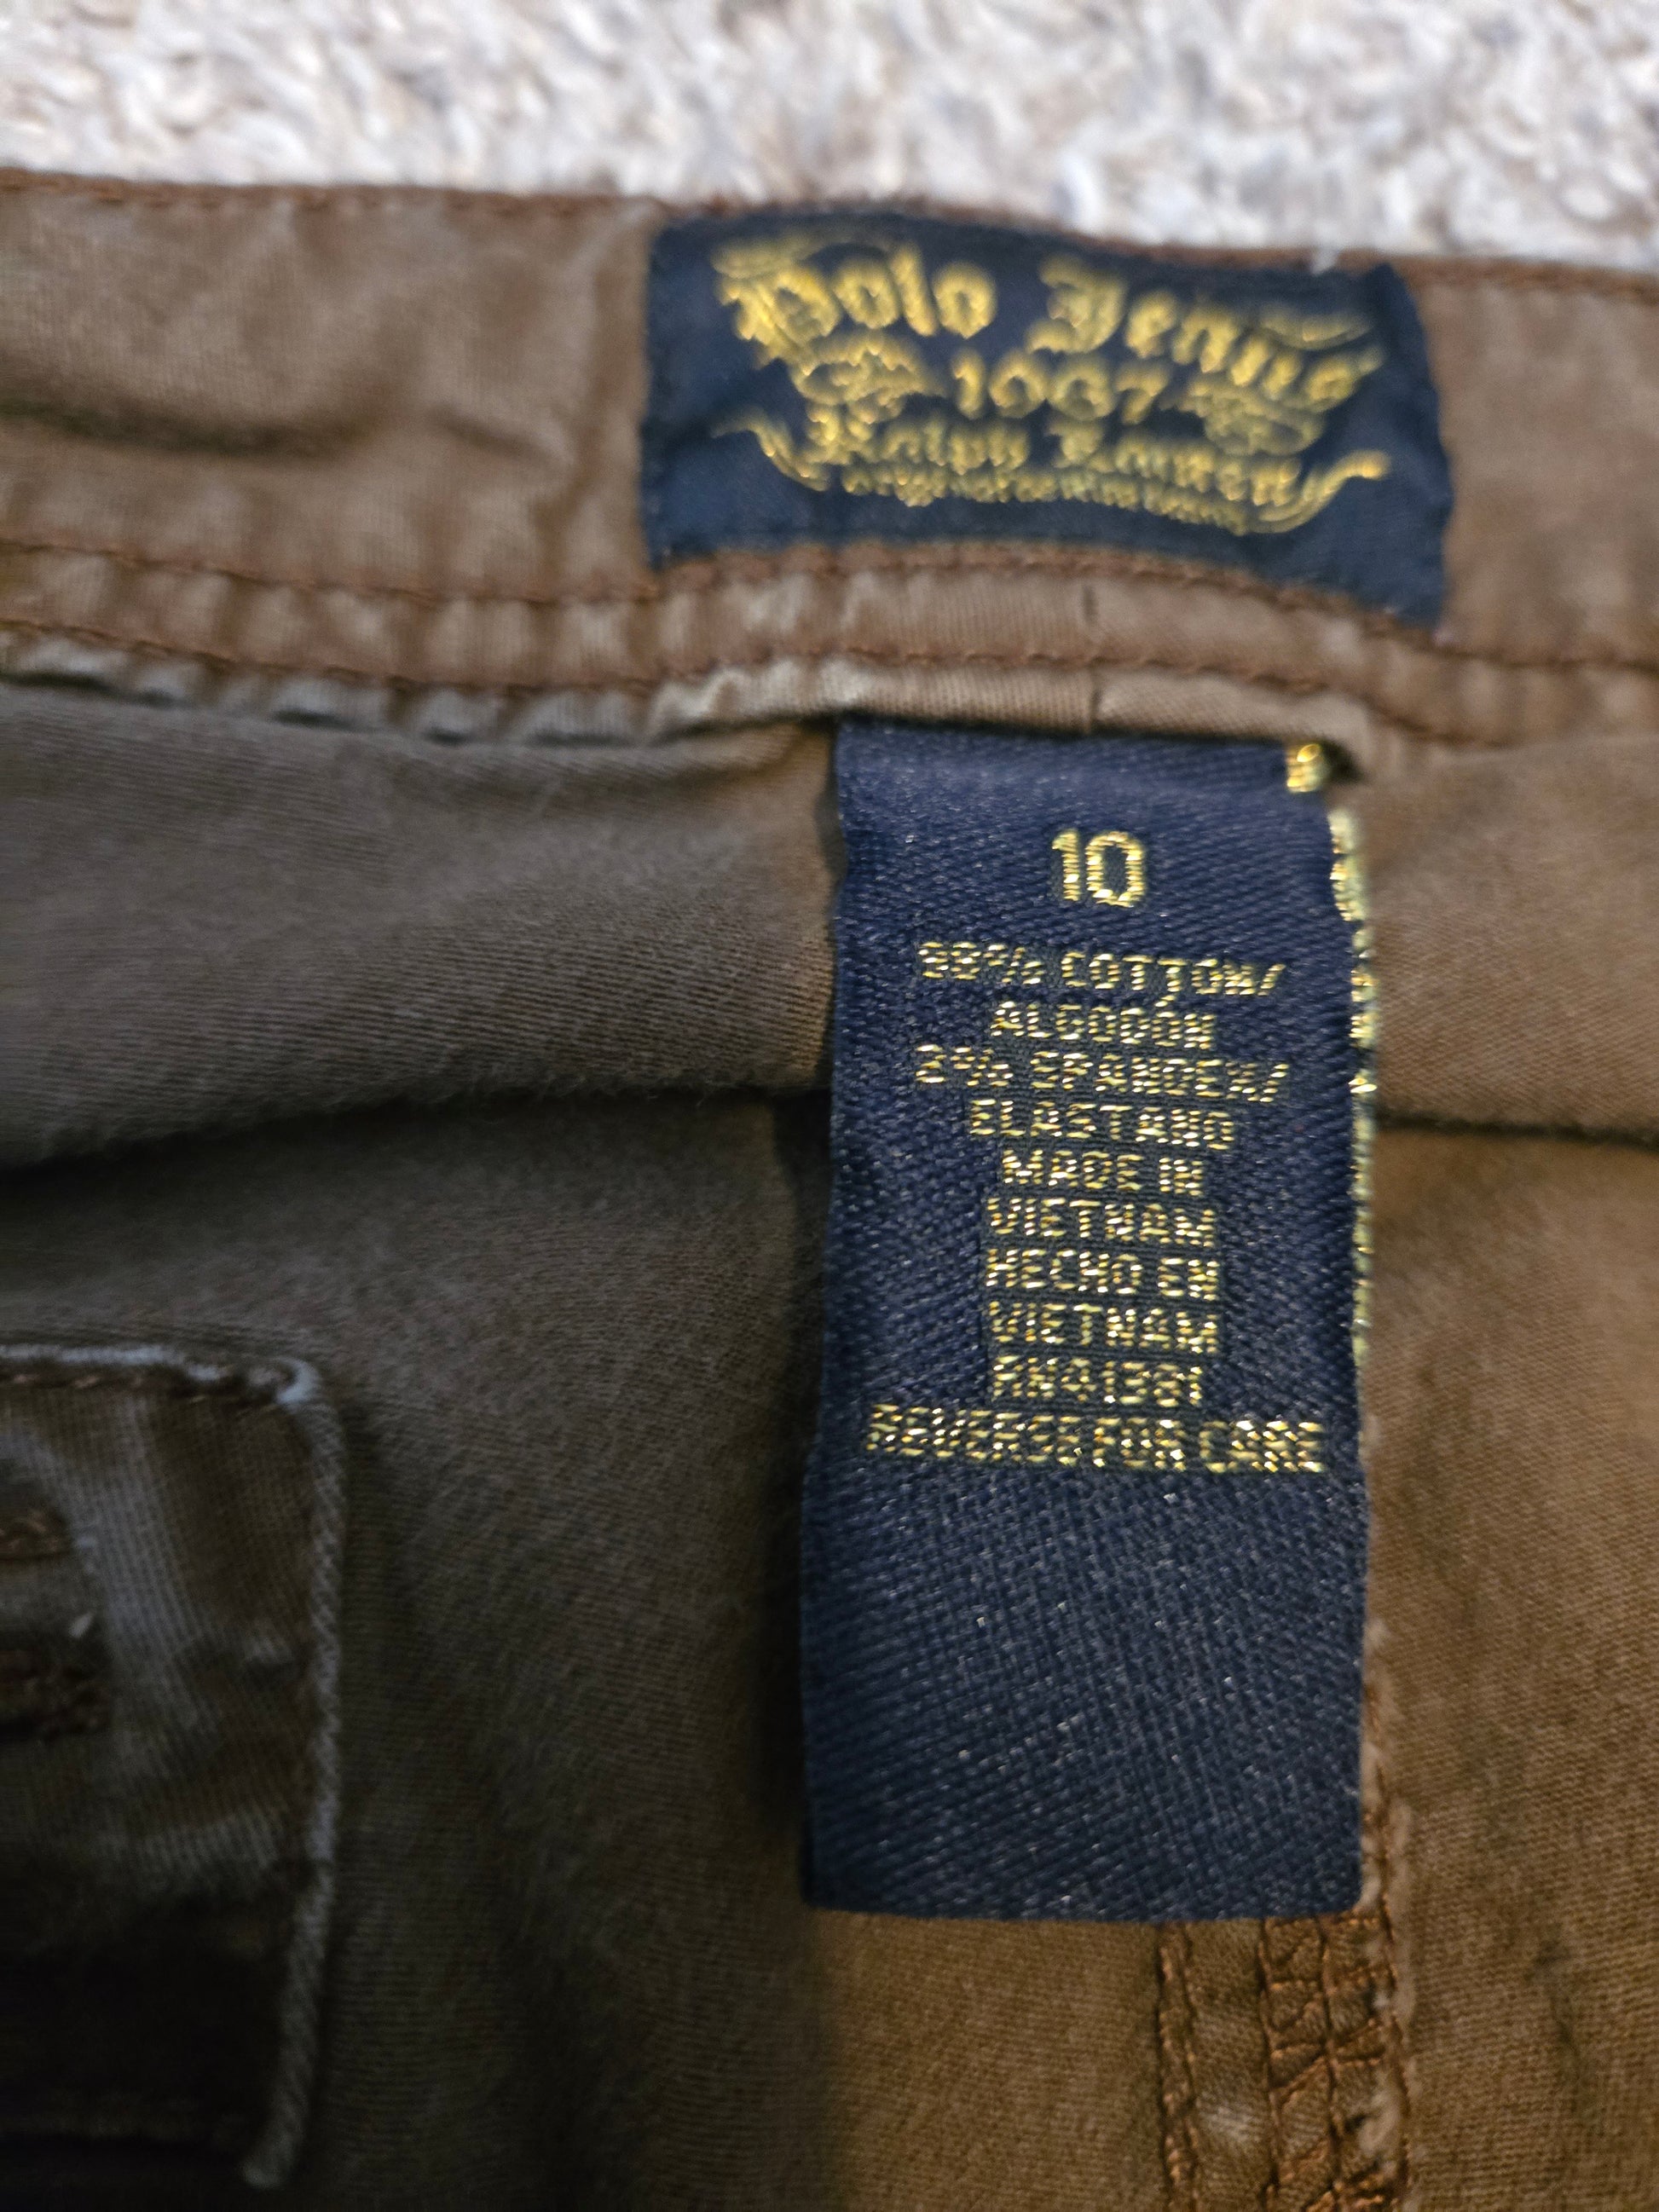 Polo Jeans
1967
Ralph Lauren
10
98% COTTON/
ALGODON
2% SPANDEX/
ELASTANO
MADE IN
VIETNAM
HECHO EN
VIETNAM
RN41381
REVERSE FOR CARE